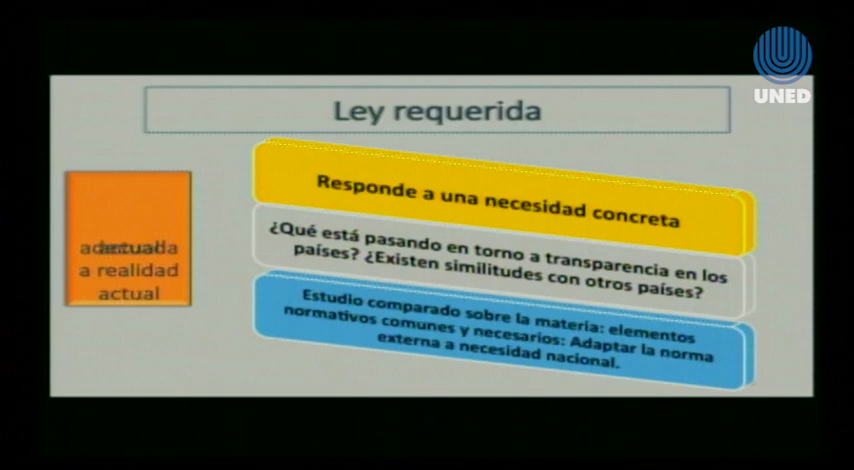 UNED
Ley requerida
Responde a una necesidad concreta
¿Qué está pasando en torno a transparencia en los
países? ¿Existen similitudes con otros países?
Estudio comparado sobre la materia: elementos
normativos comunes y necesarios: Adaptar la norma
externa a necesidad nacional.
a realidad
actual